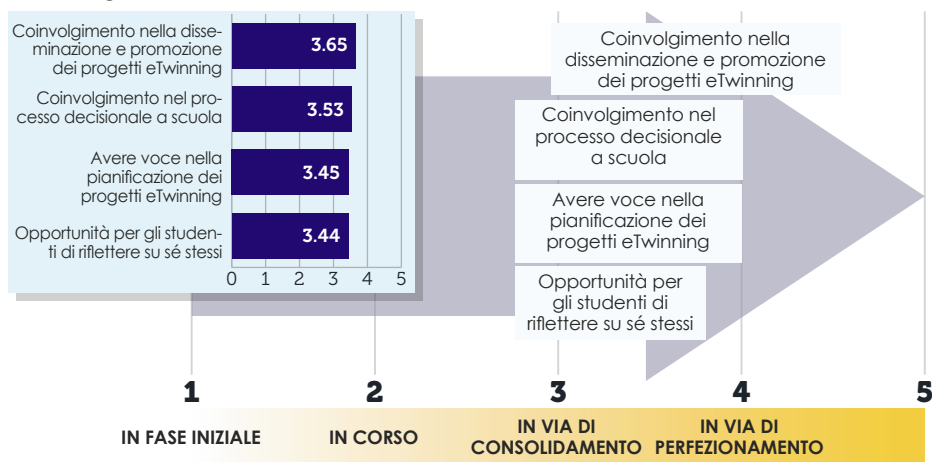 Coinvolgimento nella disse-
minazione e promozione
dei progetti eTwinning
3.65
Coinvolgimento nel pro-
cesso decisionale a scuola
3.53
Avere voce nella
pianificazione dei
progetti eTwinning
3.45
Opportunità per gli studen-
ti di riflettere su sé stessi
3.44
0 1 2 3 4 5
Coinvolgimento nella
disseminazione e promozione
dei progetti eTwinning
Coinvolgimento nel
processo decisionale
a scuola
Avere voce nella
pianificazione dei
progetti eTwinning
Opportunità per
gli studenti di
riflettere su sé stessi
1 2 3 4 5
IN FASE INIZIALE
IN CORSO
IN VIA DI
CONSOLIDAMENTO
IN VIA DI
PERFEZIONAMENTO